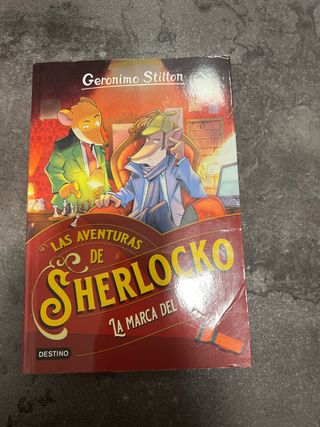 Geronimo Stilton
LAS AVENTURAS
DE
SHERLOCKO
LA MARCA DEL
DESTINO